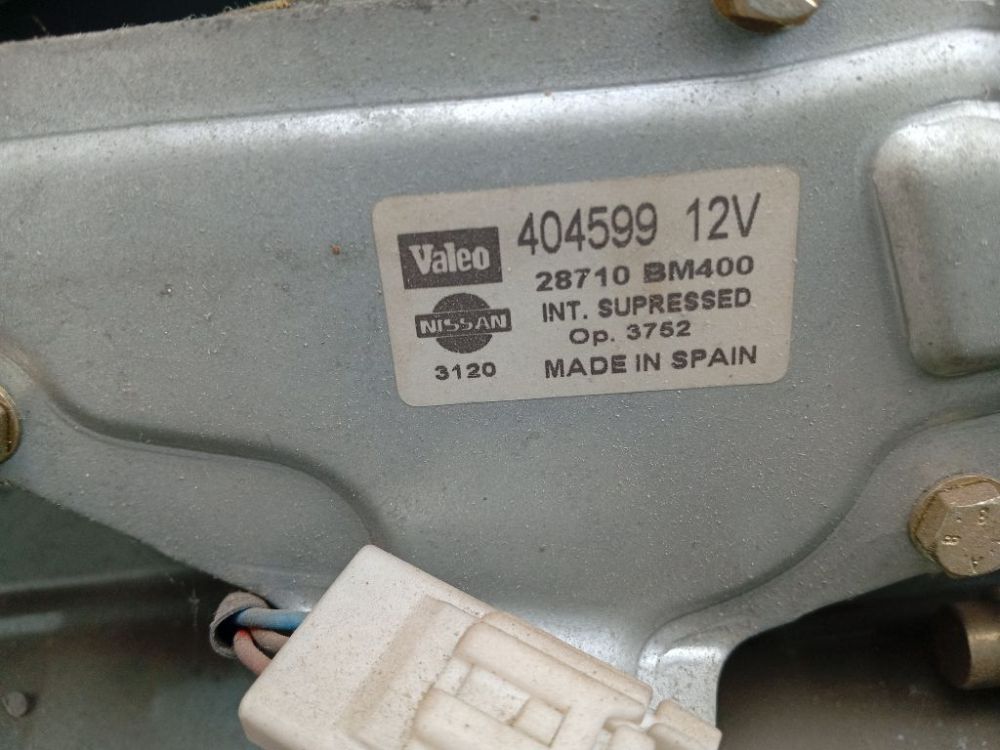 Valeo 404599 12V
28710 BM400
NISSAN INT. SUPRESSED
Op. 3752
3120 MADE IN SPAIN